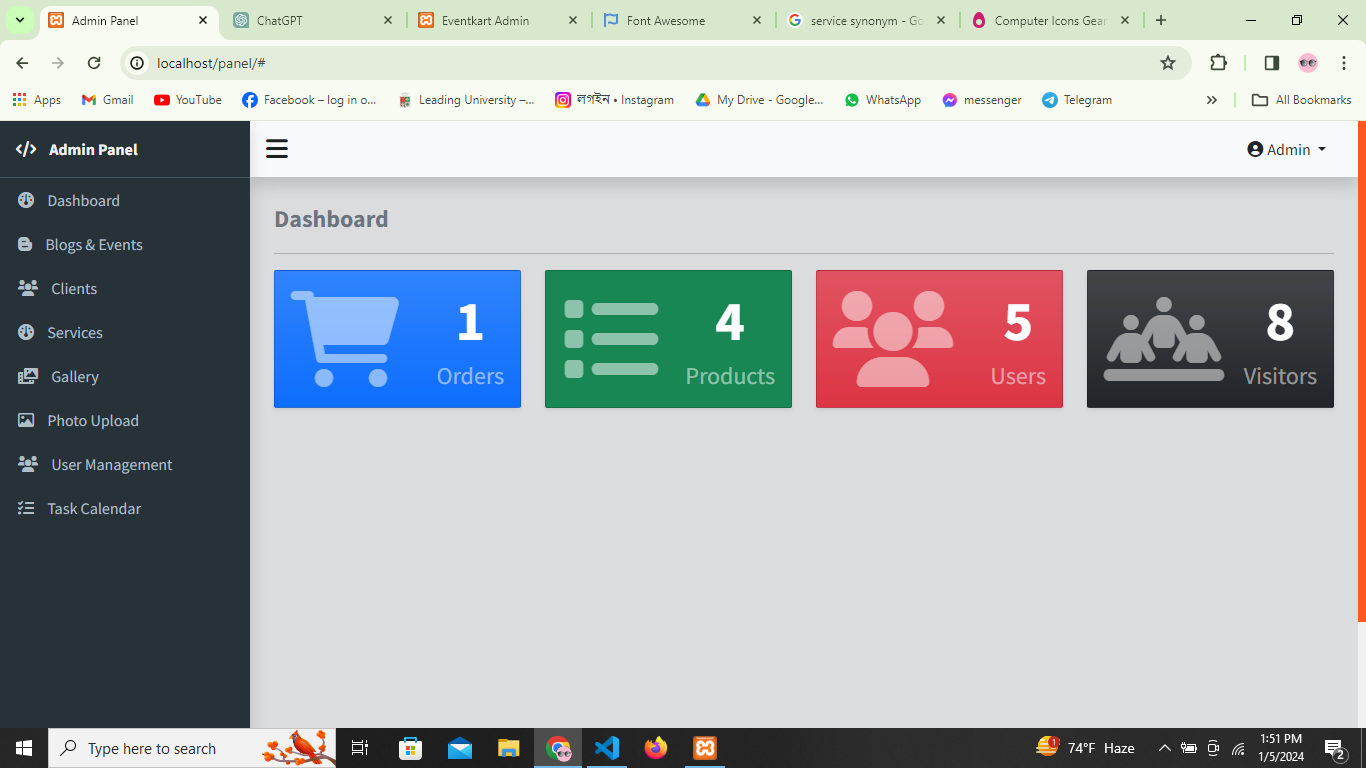 Admin Panel
ChatGPT
Eventkart Admin
Font Awesome
service synonym - Go
Computer Icons Gear
localhost/panel/#
Apps
Gmail
YouTube
Facebook – log in o...
Leading University –...
লগইন • Instagram
My Drive - Google...
WhatsApp
messenger
Telegram
All Bookmarks
Admin Panel
Admin
Dashboard
Blogs & Events
Clients
Services
Gallery
Photo Upload
User Management
Task Calendar
Dashboard
1
Orders
4
Products
5
Users
8
Visitors
Type here to search
1
74°F Haze
1:51 PM
1/5/2024
2